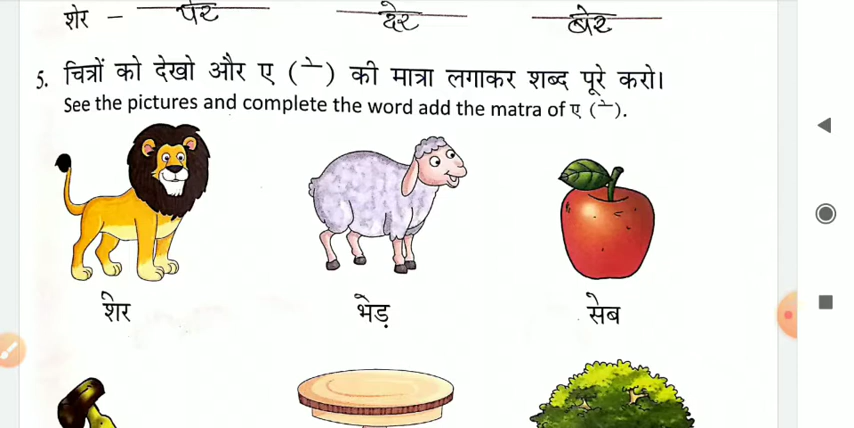 शेर – पेर देर बेर
5. चित्रों को देखो और ए ( े ) की मात्रा लगाकर शब्द पूरे करो।
See the pictures and complete the word add the matra of ए ( े ).
शेर भेड़ सेब